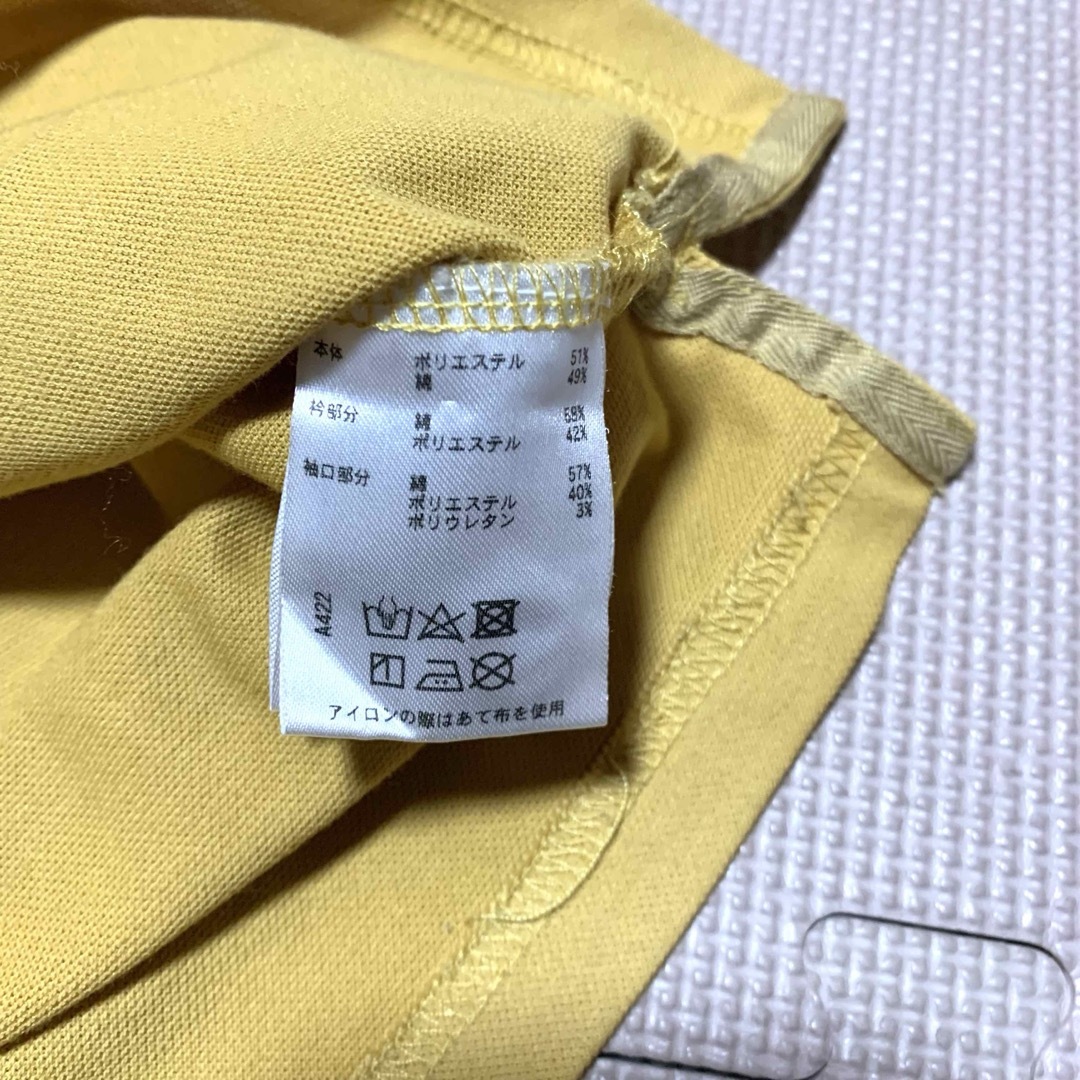 本体 ポリエステル 51%
綿 49%
衿部分 綿 58%
ポリエステル 42%
袖口部分 綿 57%
ポリエステル 40%
ポリウレタン 3%
A422
アイロンの際はあて布を使用